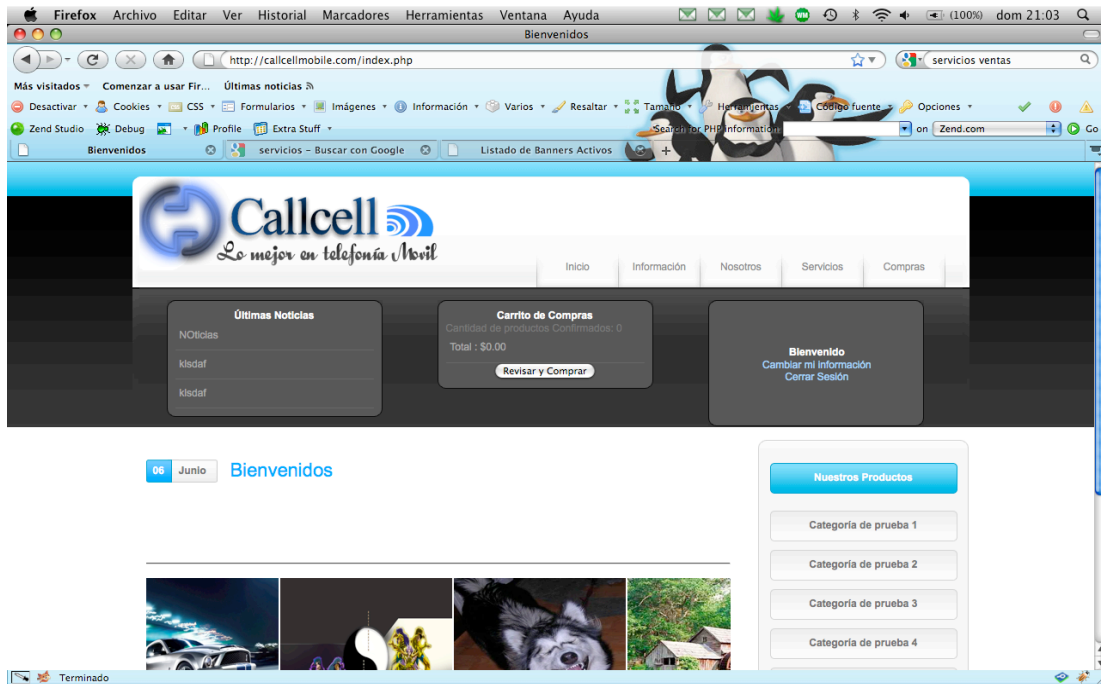 Firefox Archivo Editar Ver Historial Marcadores Herramientas Ventana Ayuda (100%) dom 21:03
Bienvenidos
http://callcellmobile.com/index.php servicios ventas
Más visitados Comenzar a usar Fir... Últimas noticias
Desactivar Cookies CSS Formularios Imágenes Información Varios Resaltar Tamaño Herramientas Código fuente Opciones
Zend Studio Debug Profile Extra Stuff Search for PHP information on Zend.com Go
Bienvenidos servicios - Buscar con Google Listado de Banners Activos
Callcell
Lo mejor en telefonía Movil
Inicio Información Nosotros Servicios Compras
Últimas Noticias
NOticias
klsdaf
klsdaf
Carrito de Compras
Cantidad de productos Confirmados: 0
Total : $0.00
Revisar y Comprar
Bienvenido
Cambiar mi información
Cerrar Sesión
06 Junio Bienvenidos
Nuestros Productos
Categoría de prueba 1
Categoría de prueba 2
Categoría de prueba 3
Categoría de prueba 4
Terminado